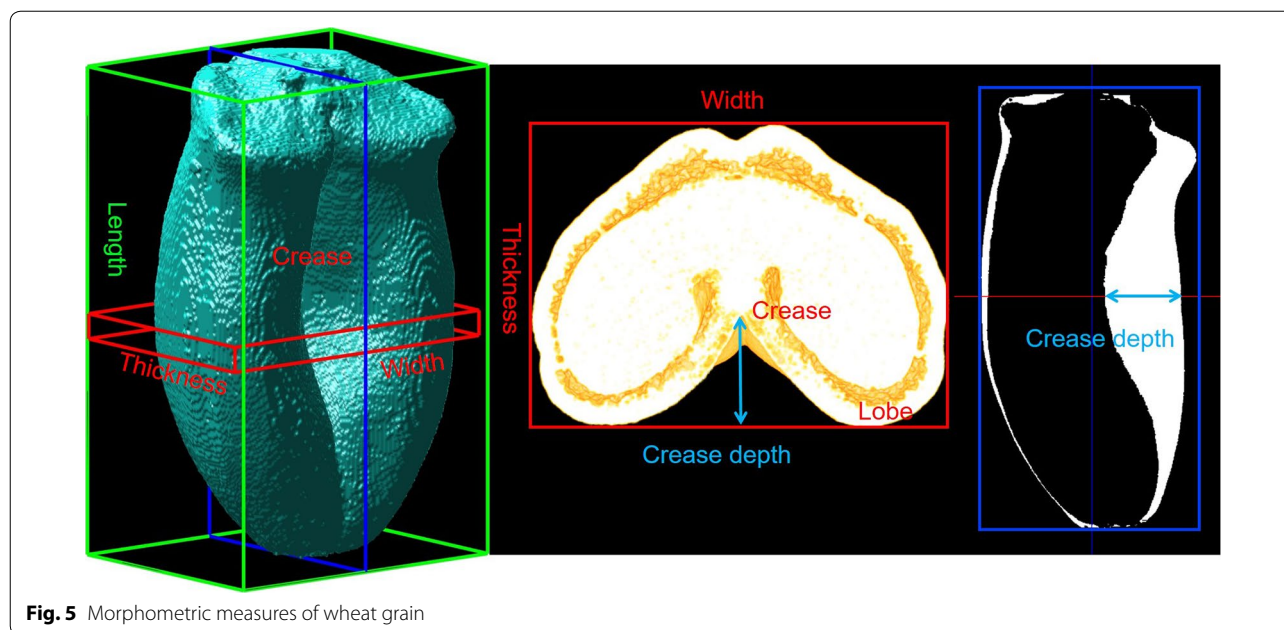 Length
Crease
Thickness
Width
Width
Thickness
Crease
Lobe
Crease depth
Crease depth
Fig. 5 Morphometric measures of wheat grain